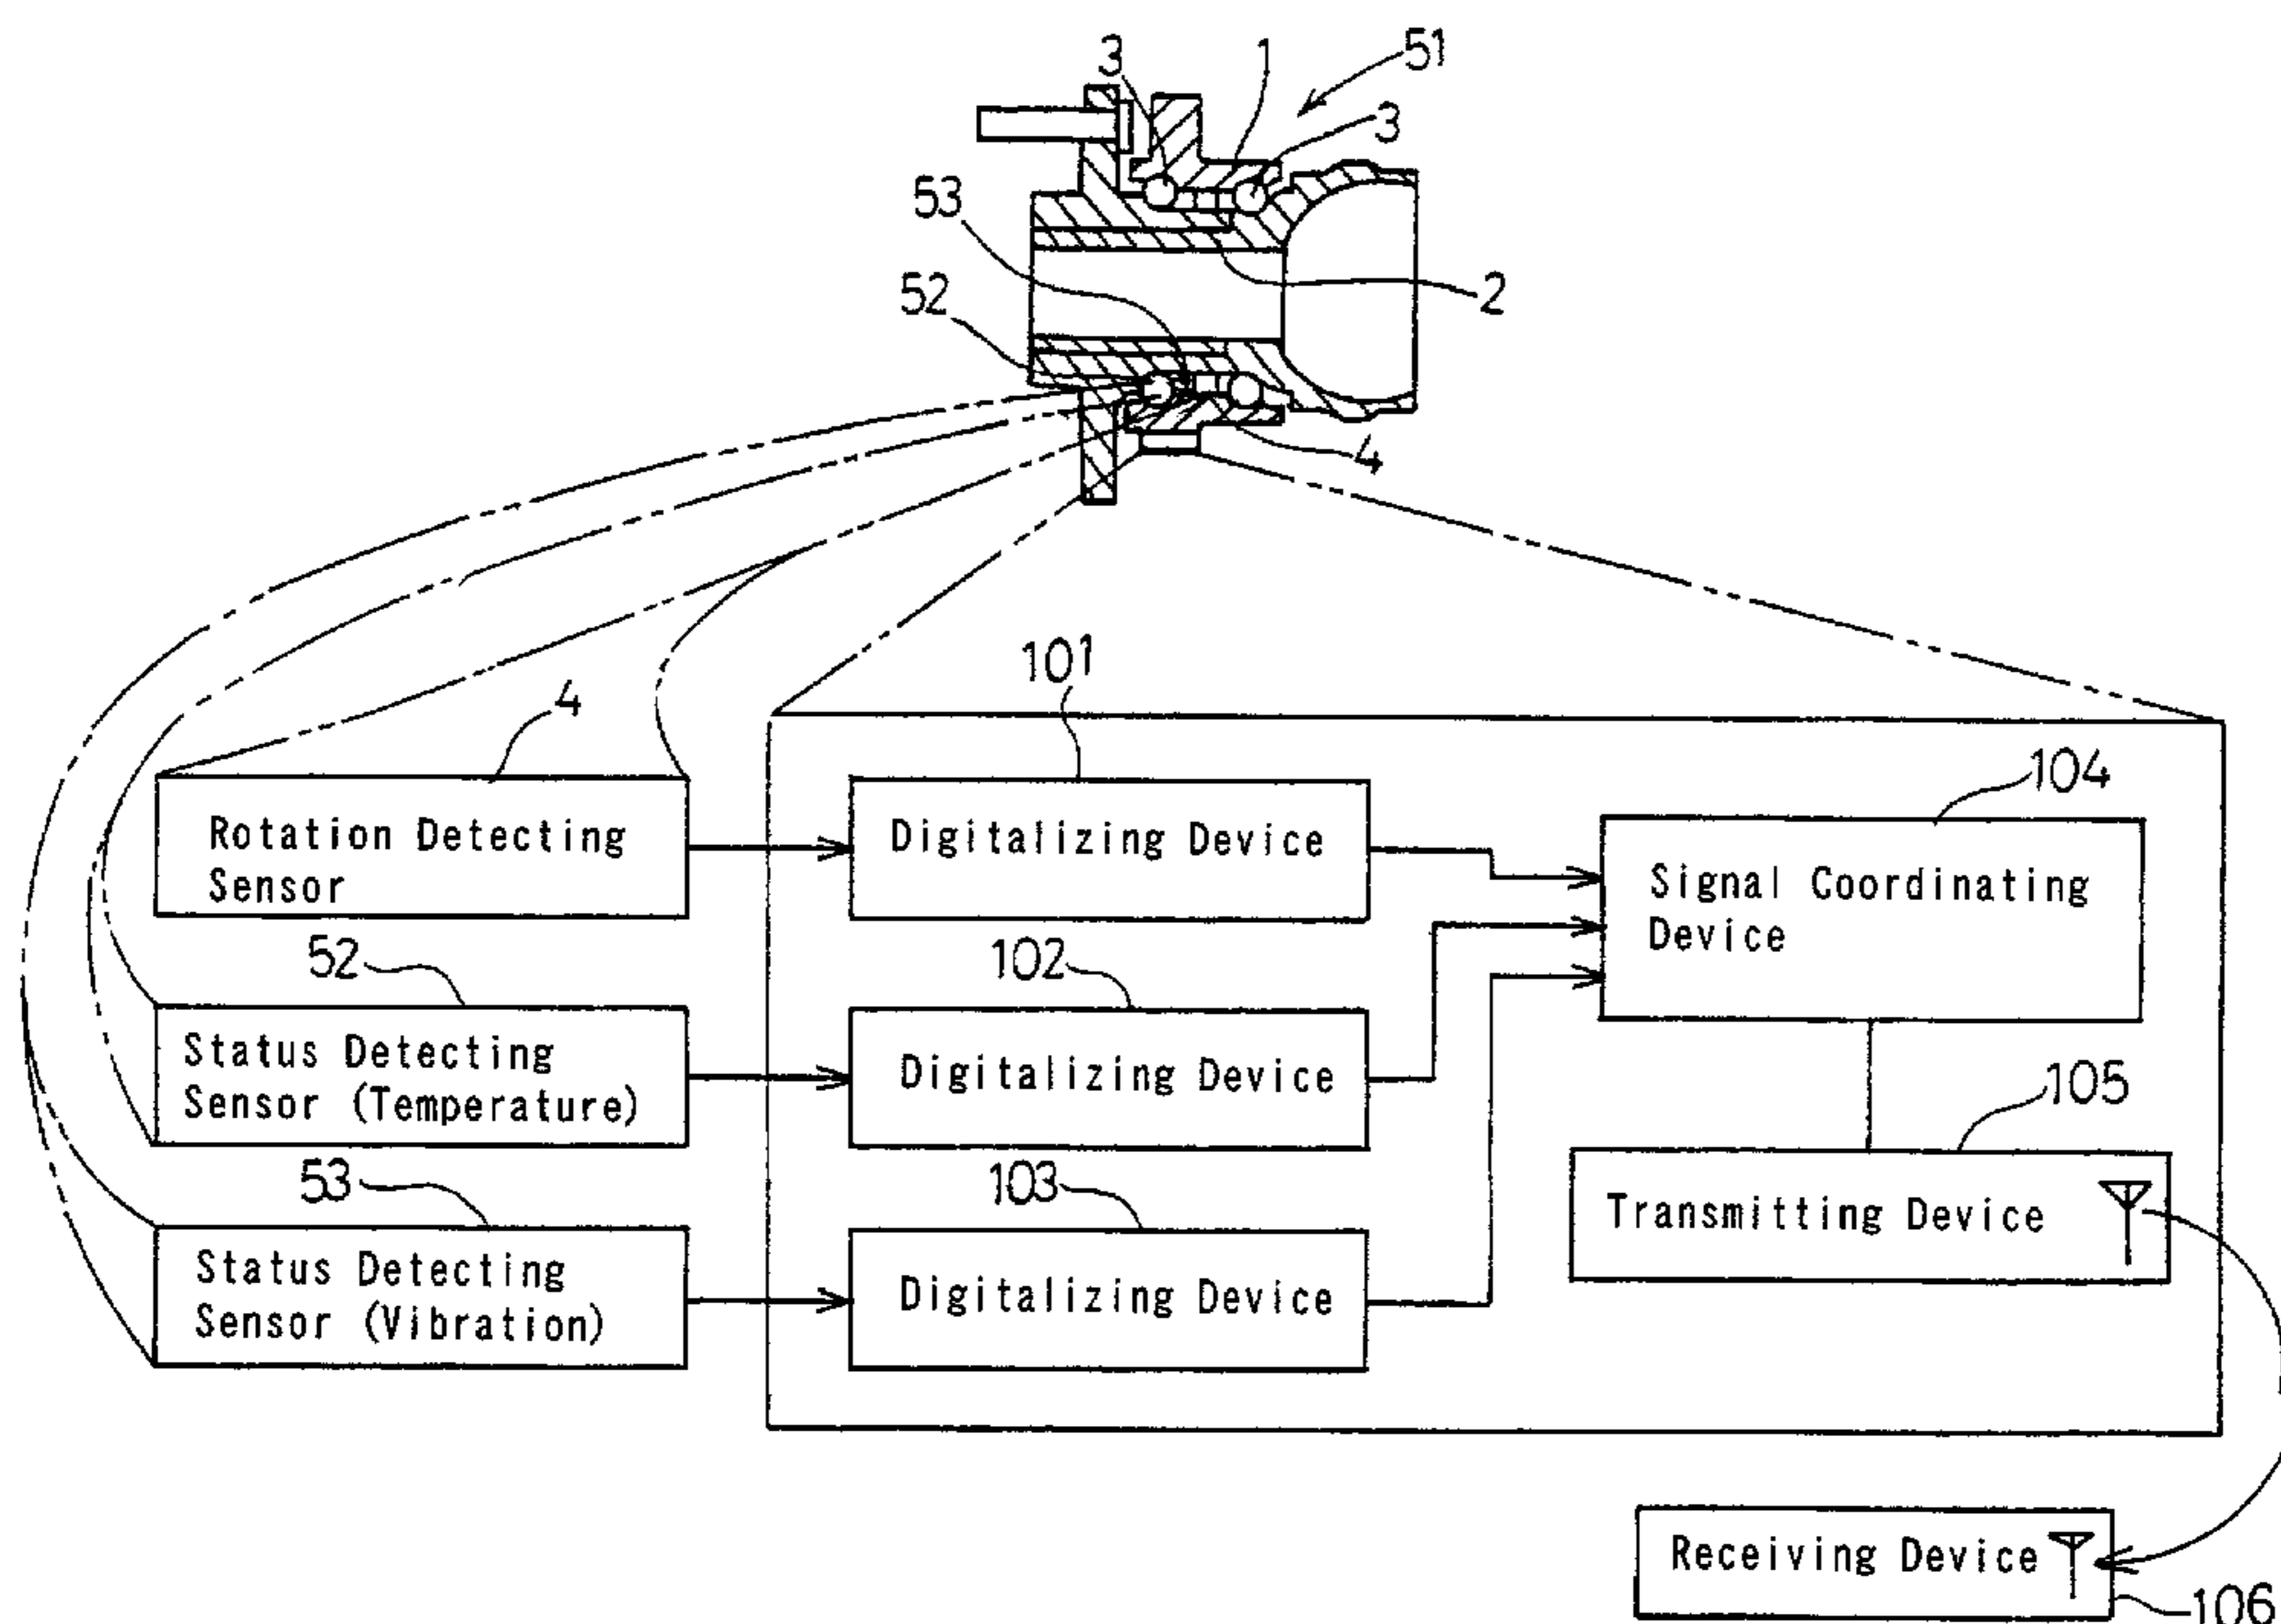 3
1
51
3
53
52
2
4
101
4
104
Rotation Detecting
Sensor
Digitalizing Device
Signal Coordinating
Device
52
102
Status Detecting
Sensor (Temperature)
Digitalizing Device
105
53
103
Transmitting Device
Status Detecting
Sensor (Vibration)
Digitalizing Device
Receiving Device
106